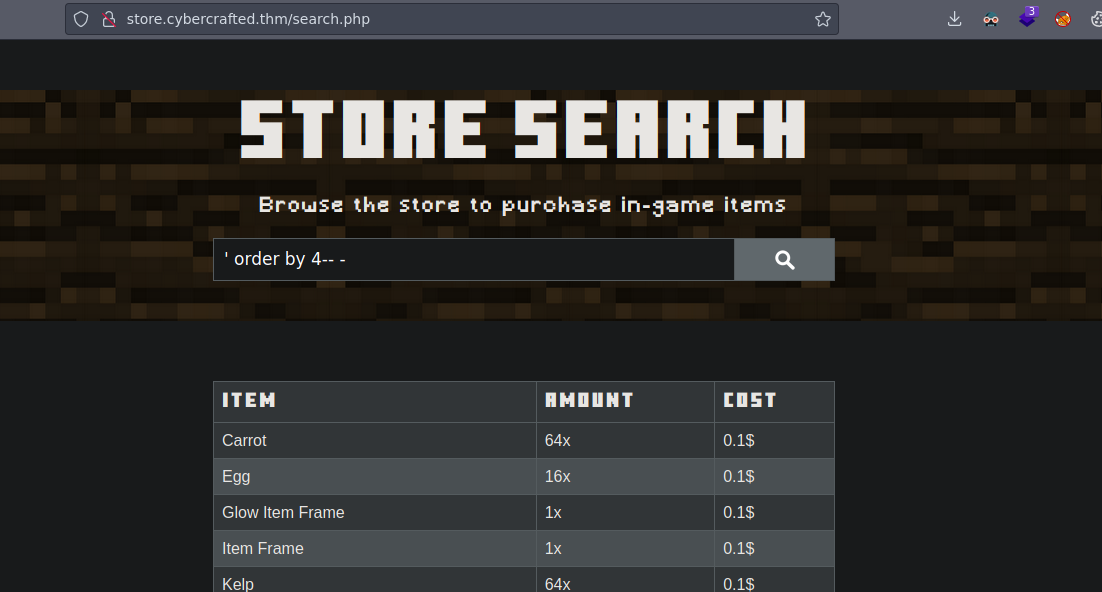 store.cybercrafted.thm/search.php
3
STORE SEARCH
Browse the store to purchase in-game items
' order by 4-- -
ITEM AMOUNT COST
Carrot 64x 0.1$
Egg 16x 0.1$
Glow Item Frame 1x 0.1$
Item Frame 1x 0.1$
Kelp 64x 0.1$